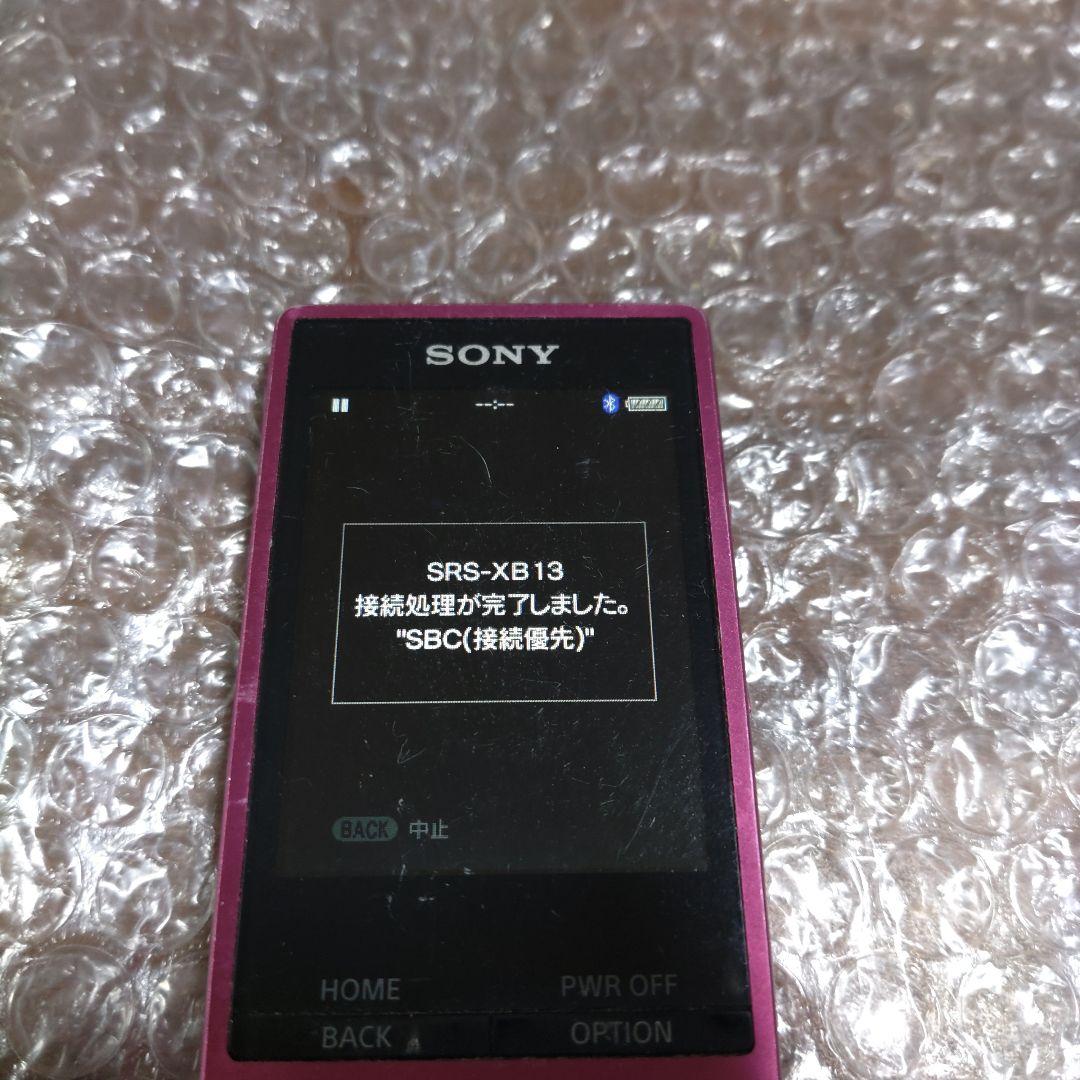 SONY
--:--
SRS-XB13
接続処理が完了しました。
"SBC(接続優先)"
BACK 中止
HOME PWR OFF
BACK OPTION